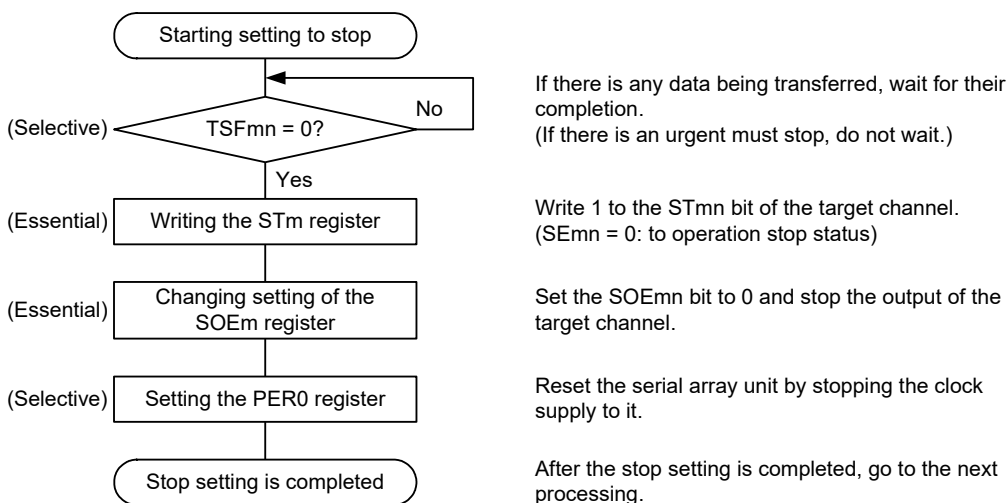 Starting setting to stop
No
If there is any data being transferred, wait for their
completion.
(If there is an urgent must stop, do not wait.)
(Selective)
TSFmn = 0?
Yes
(Essential)
Writing the STm register
Write 1 to the STmn bit of the target channel.
(SEmn = 0: to operation stop status)
(Essential)
Changing setting of the
SOEm register
Set the SOEmn bit to 0 and stop the output of the
target channel.
(Selective)
Setting the PER0 register
Reset the serial array unit by stopping the clock
supply to it.
Stop setting is completed
After the stop setting is completed, go to the next
processing.